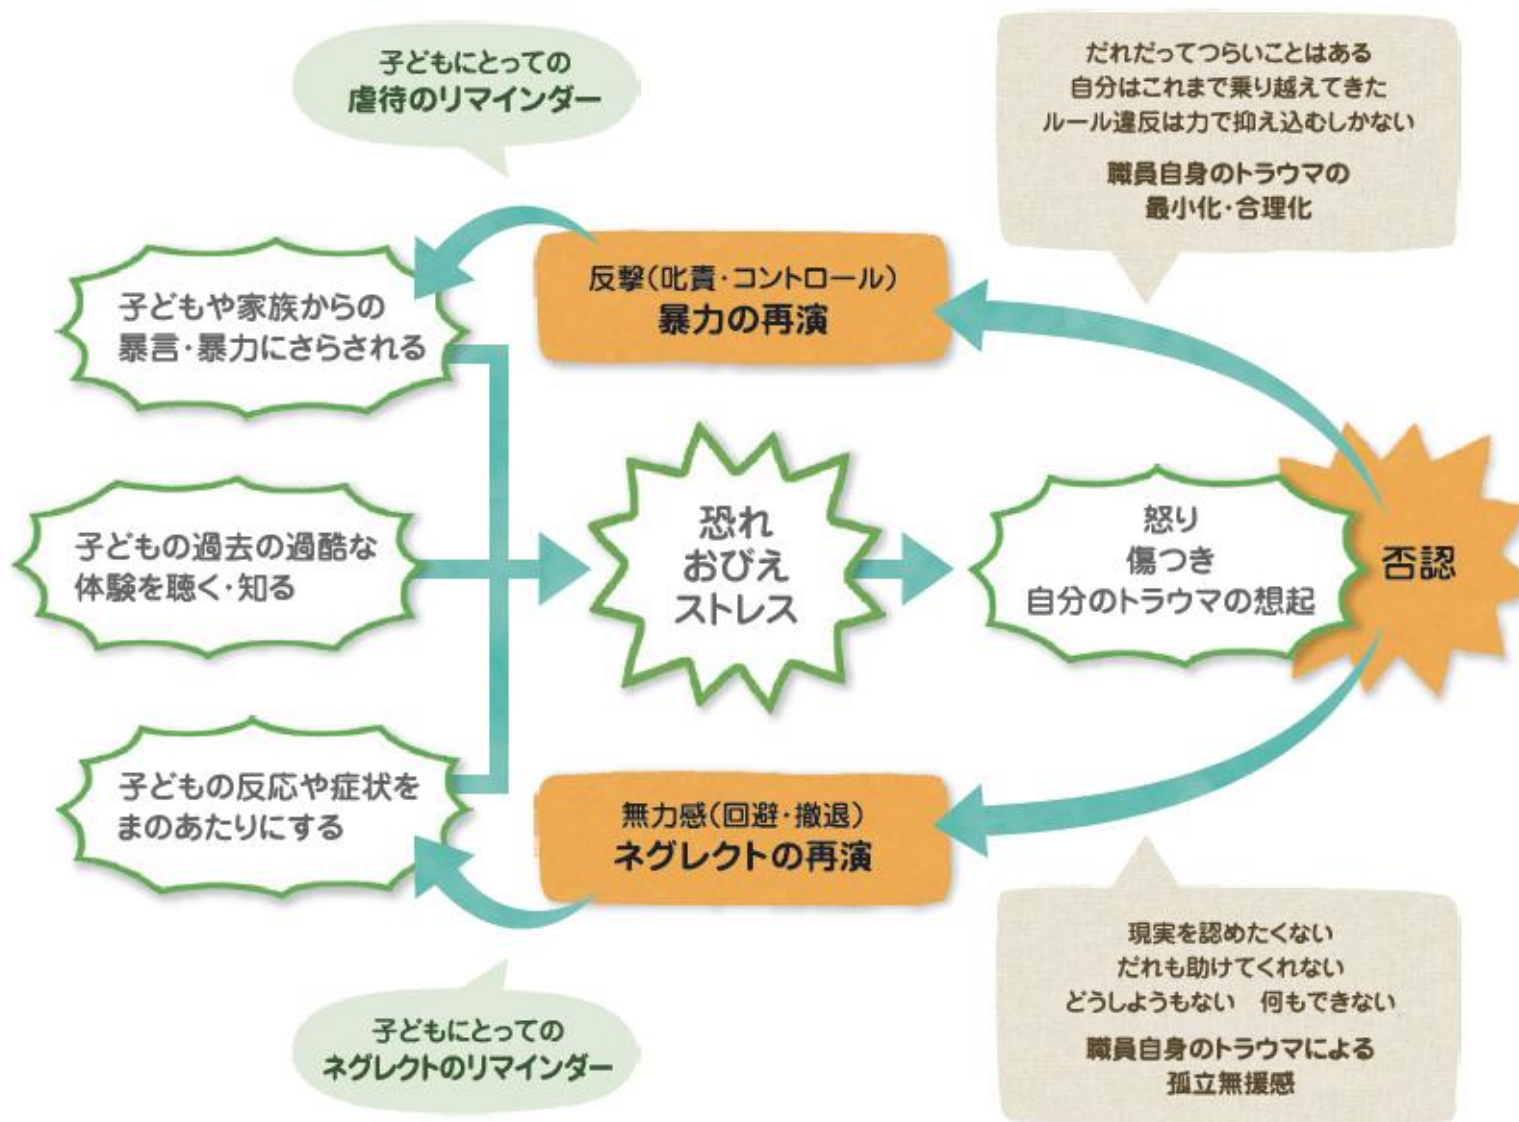 子どもにとっての
虐待のリマインダー
だれだってつらいことはある
自分はこれまで乗り越えてきた
ルール違反は力で抑え込むしかない
職員自身のトラウマの
最小化・合理化
反撃（叱責・コントロール）
暴力の再演
子どもや家族からの
暴言・暴力にさらされる
子どもの過去の過酷な
体験を聴く・知る
恐れ
おびえ
ストレス
怒り
傷つき
自分のトラウマの想起
否認
子どもの反応や症状を
まのあたりにする
無力感（回避・撤退）
ネグレクトの再演
子どもにとっての
ネグレクトのリマインダー
現実を認めたくない
だれも助けてくれない
どうしようもない　何もできない
職員自身のトラウマによる
孤立無援感